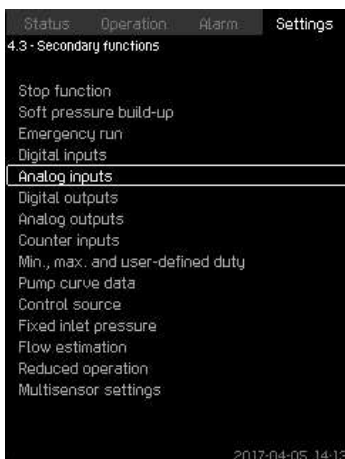 Status Operation Alarm Settings
4.3 - Secondary functions
Stop function
Soft pressure build-up
Emergency run
Digital inputs
Analog inputs
Digital outputs
Analog outputs
Counter inputs
Min., max. and user-defined duty
Pump curve data
Control source
Fixed inlet pressure
Flow estimation
Reduced operation
Multisensor settings
2017-04-05 14:13